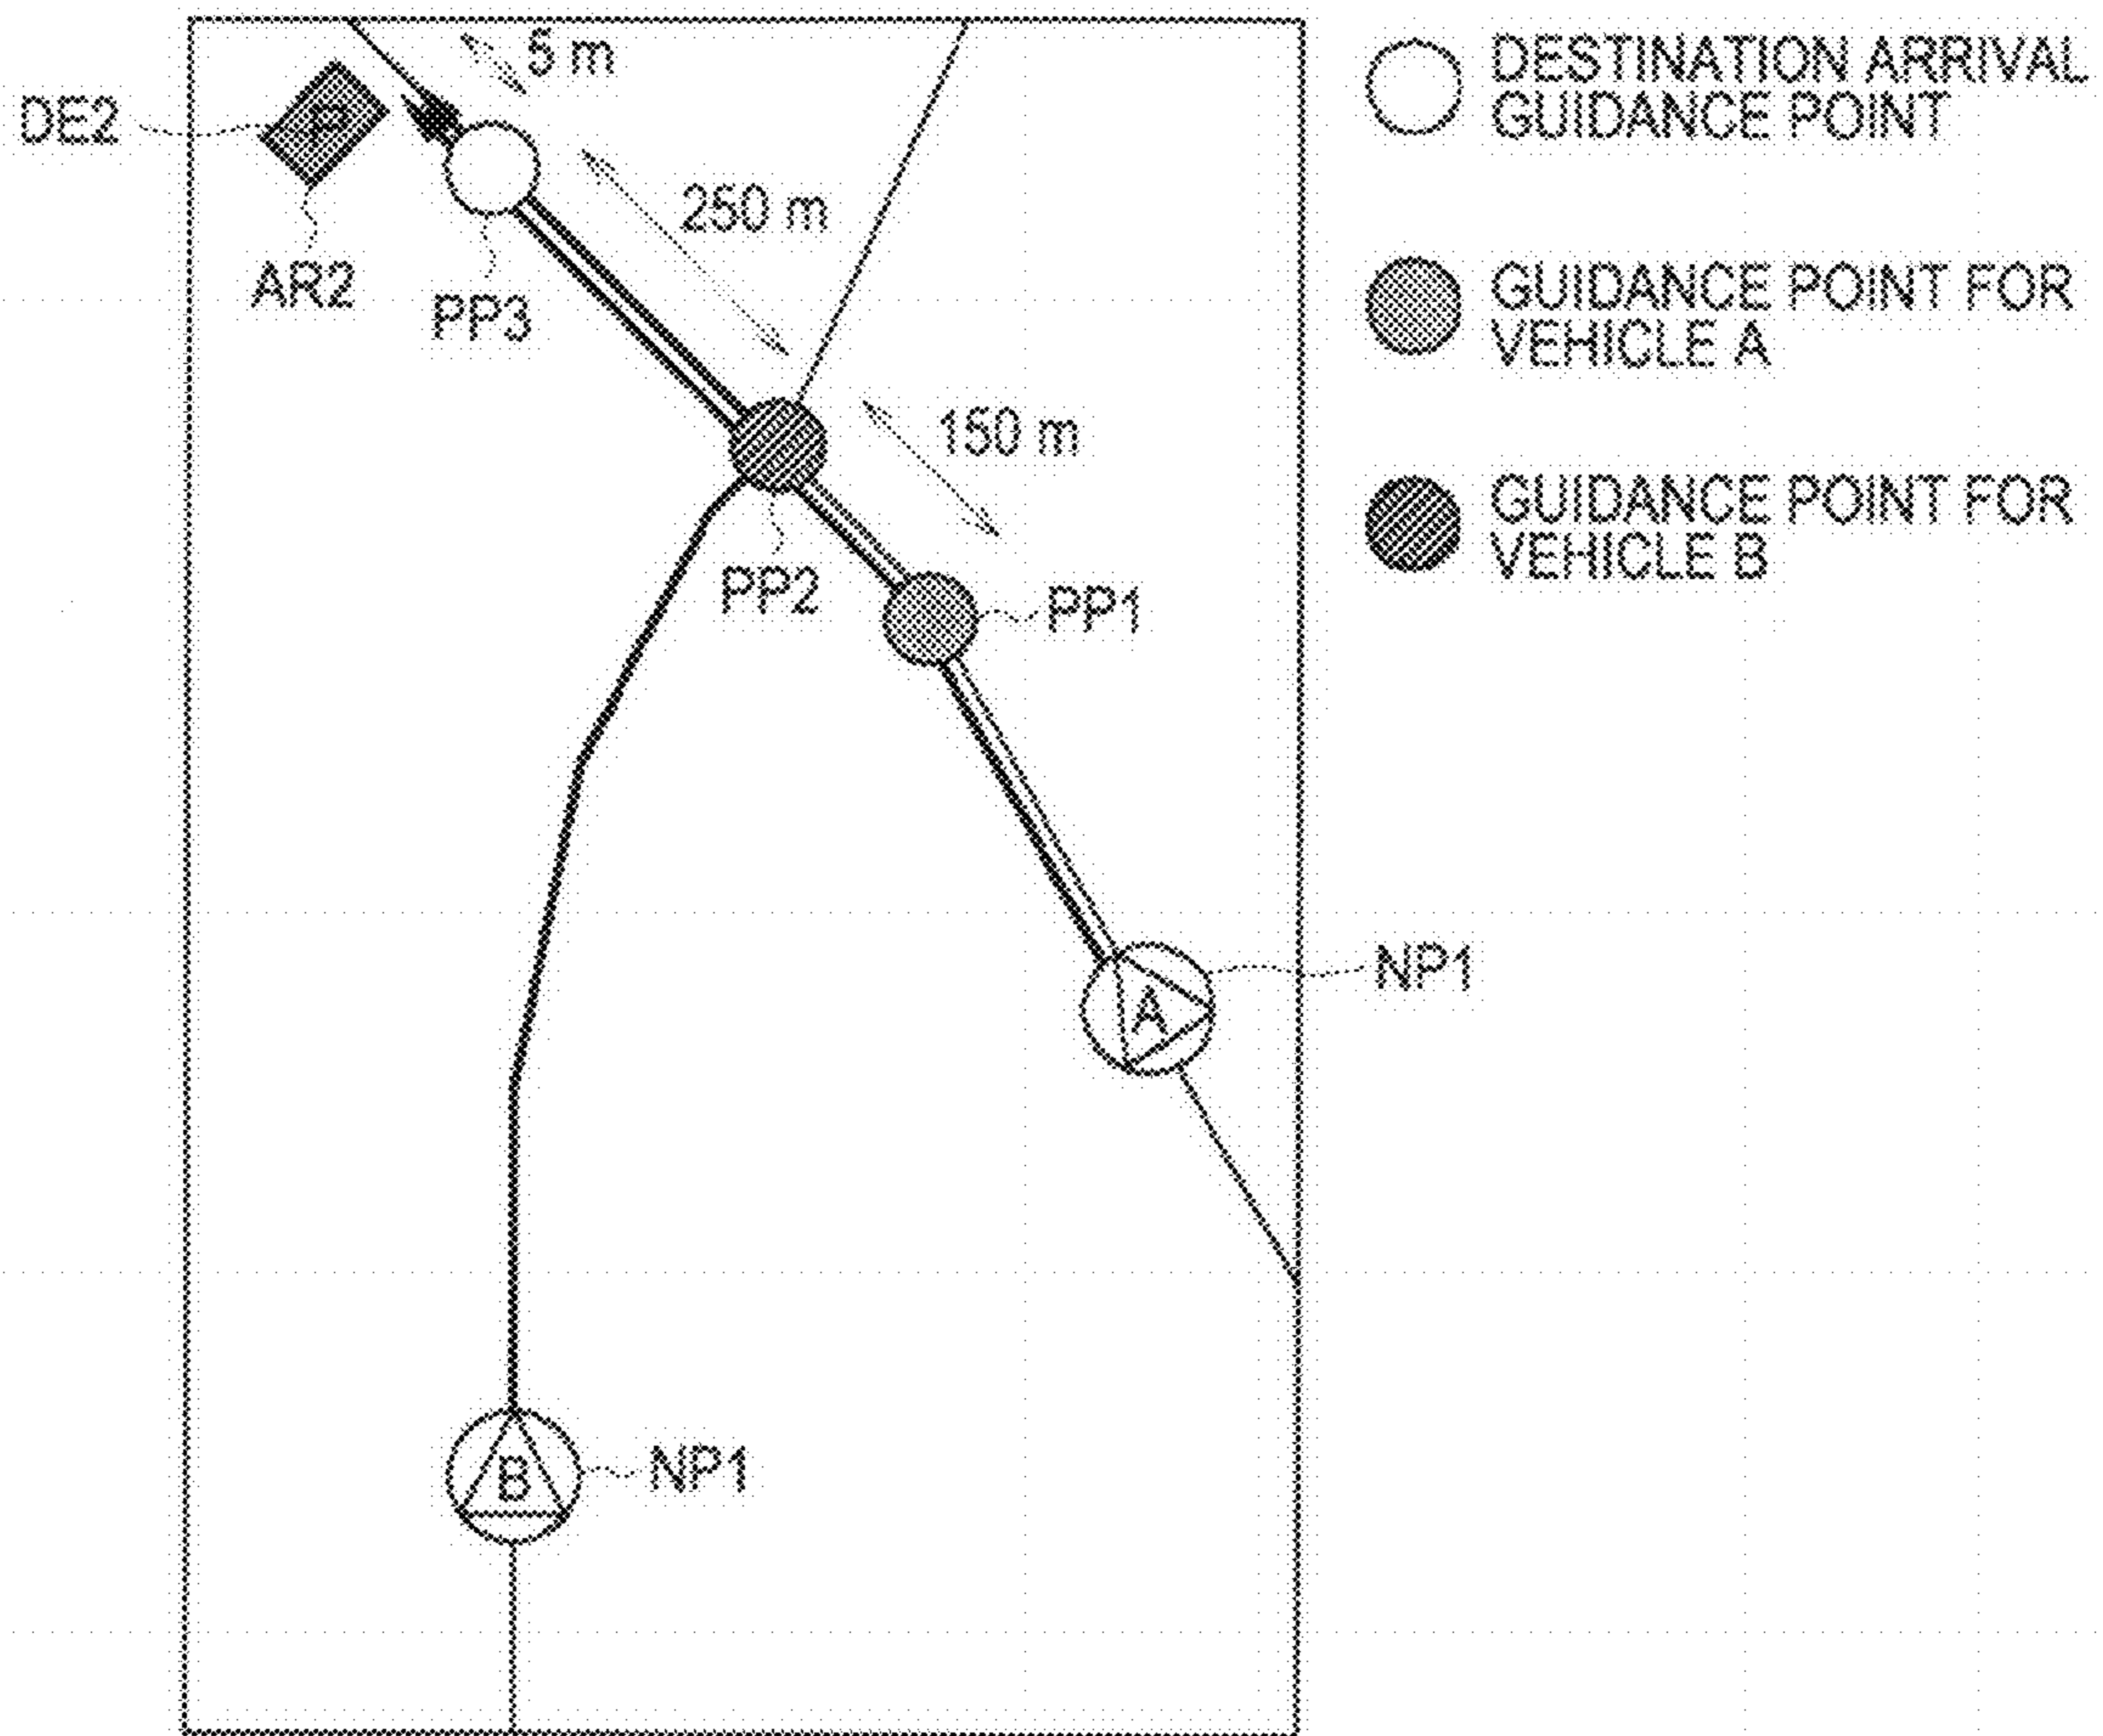 5 m
DE2
P
250 m
AR2
PP3
150 m
PP2
PP1
A
NP1
B
NP1
DESTINATION ARRIVAL
GUIDANCE POINT
GUIDANCE POINT FOR
VEHICLE A
GUIDANCE POINT FOR
VEHICLE B